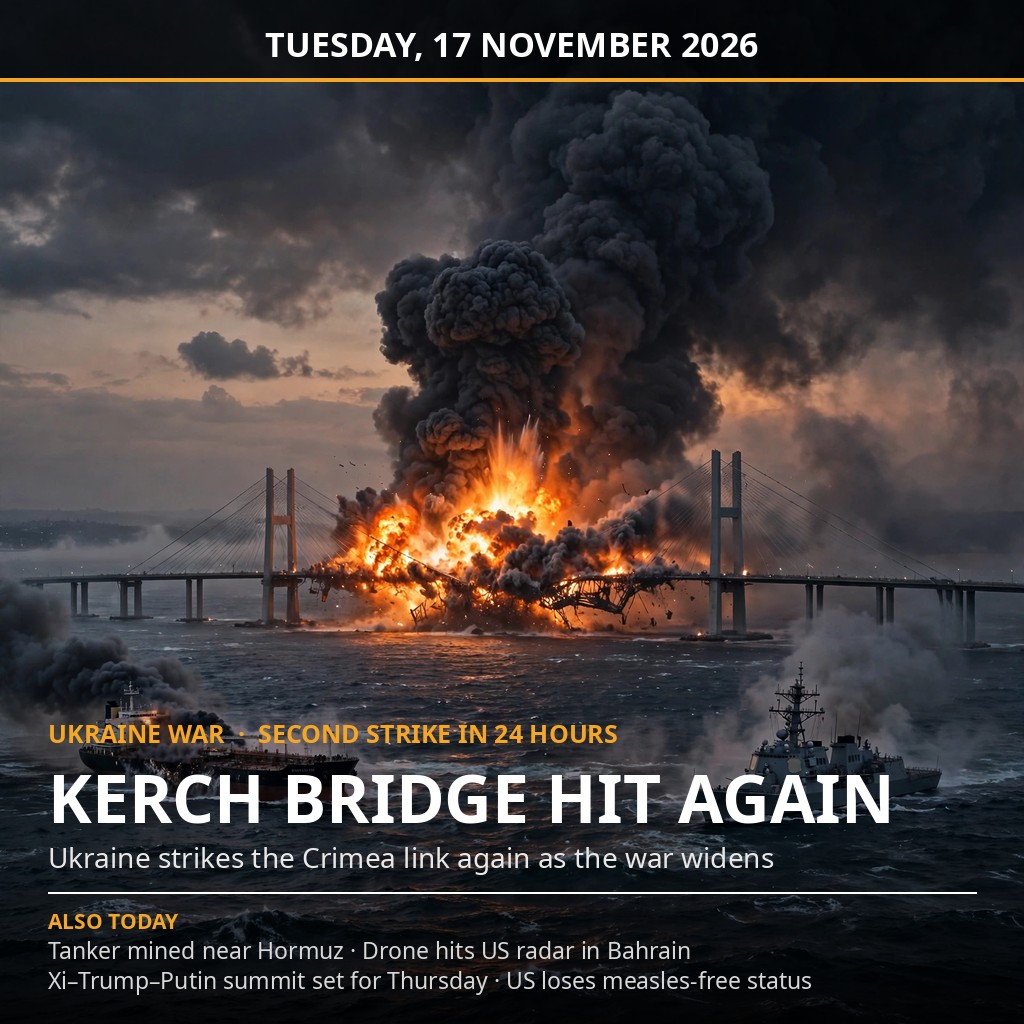 TUESDAY, 17 NOVEMBER 2026
UKRAINE WAR · SECOND STRIKE IN 24 HOURS
KERCH BRIDGE HIT AGAIN
Ukraine strikes the Crimea link again as the war widens
ALSO TODAY
Tanker mined near Hormuz · Drone hits US radar in Bahrain
Xi–Trump–Putin summit set for Thursday · US loses measles-free status